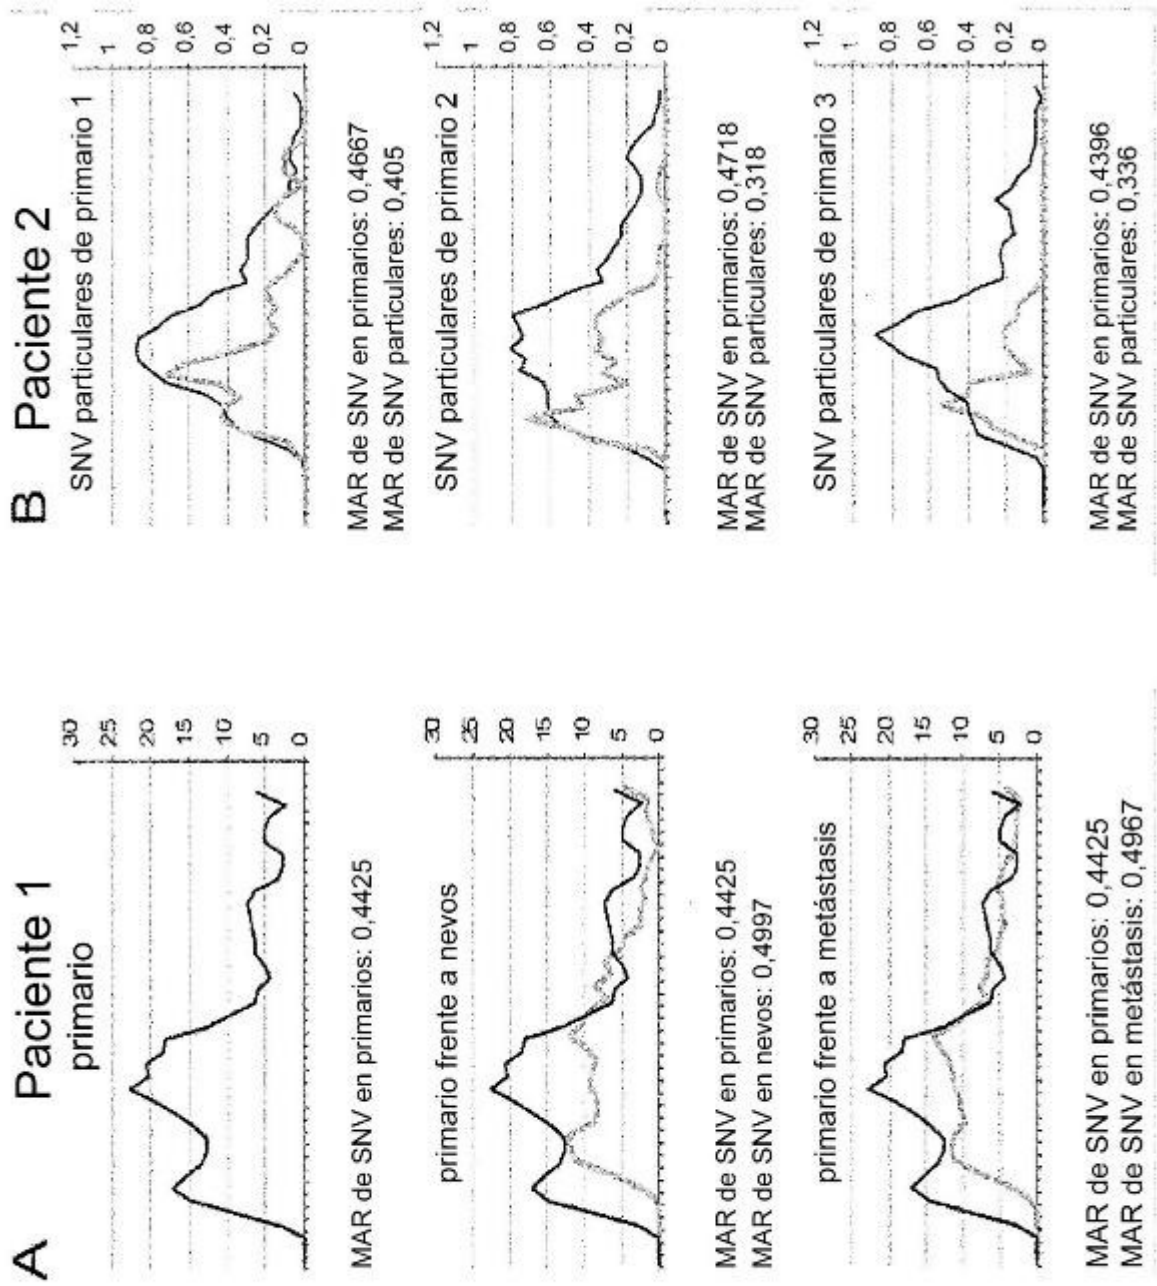 A
Paciente 1
primario
30
25
20
15
10
5
0
MAR de SNV en primarios: 0,4425
primario frente a nevos
30
25
20
15
10
5
0
MAR de SNV en primarios: 0,4425
MAR de SNV en nevos: 0,4997
primario frente a metástasis
30
25
20
15
10
5
0
MAR de SNV en primarios: 0,4425
MAR de SNV en metástasis: 0,4967
B
Paciente 2
SNV particulares de primario 1
1,2
1
0,8
0,6
0,4
0,2
0
MAR de SNV en primarios: 0,4667
MAR de SNV particulares: 0,405
SNV particulares de primario 2
1,2
1
0,8
0,6
0,4
0,2
0
MAR de SNV en primarios: 0,4718
MAR de SNV particulares: 0,318
SNV particulares de primario 3
1,2
1
0,8
0,6
0,4
0,2
0
MAR de SNV en primarios: 0,4396
MAR de SNV particulares: 0,336